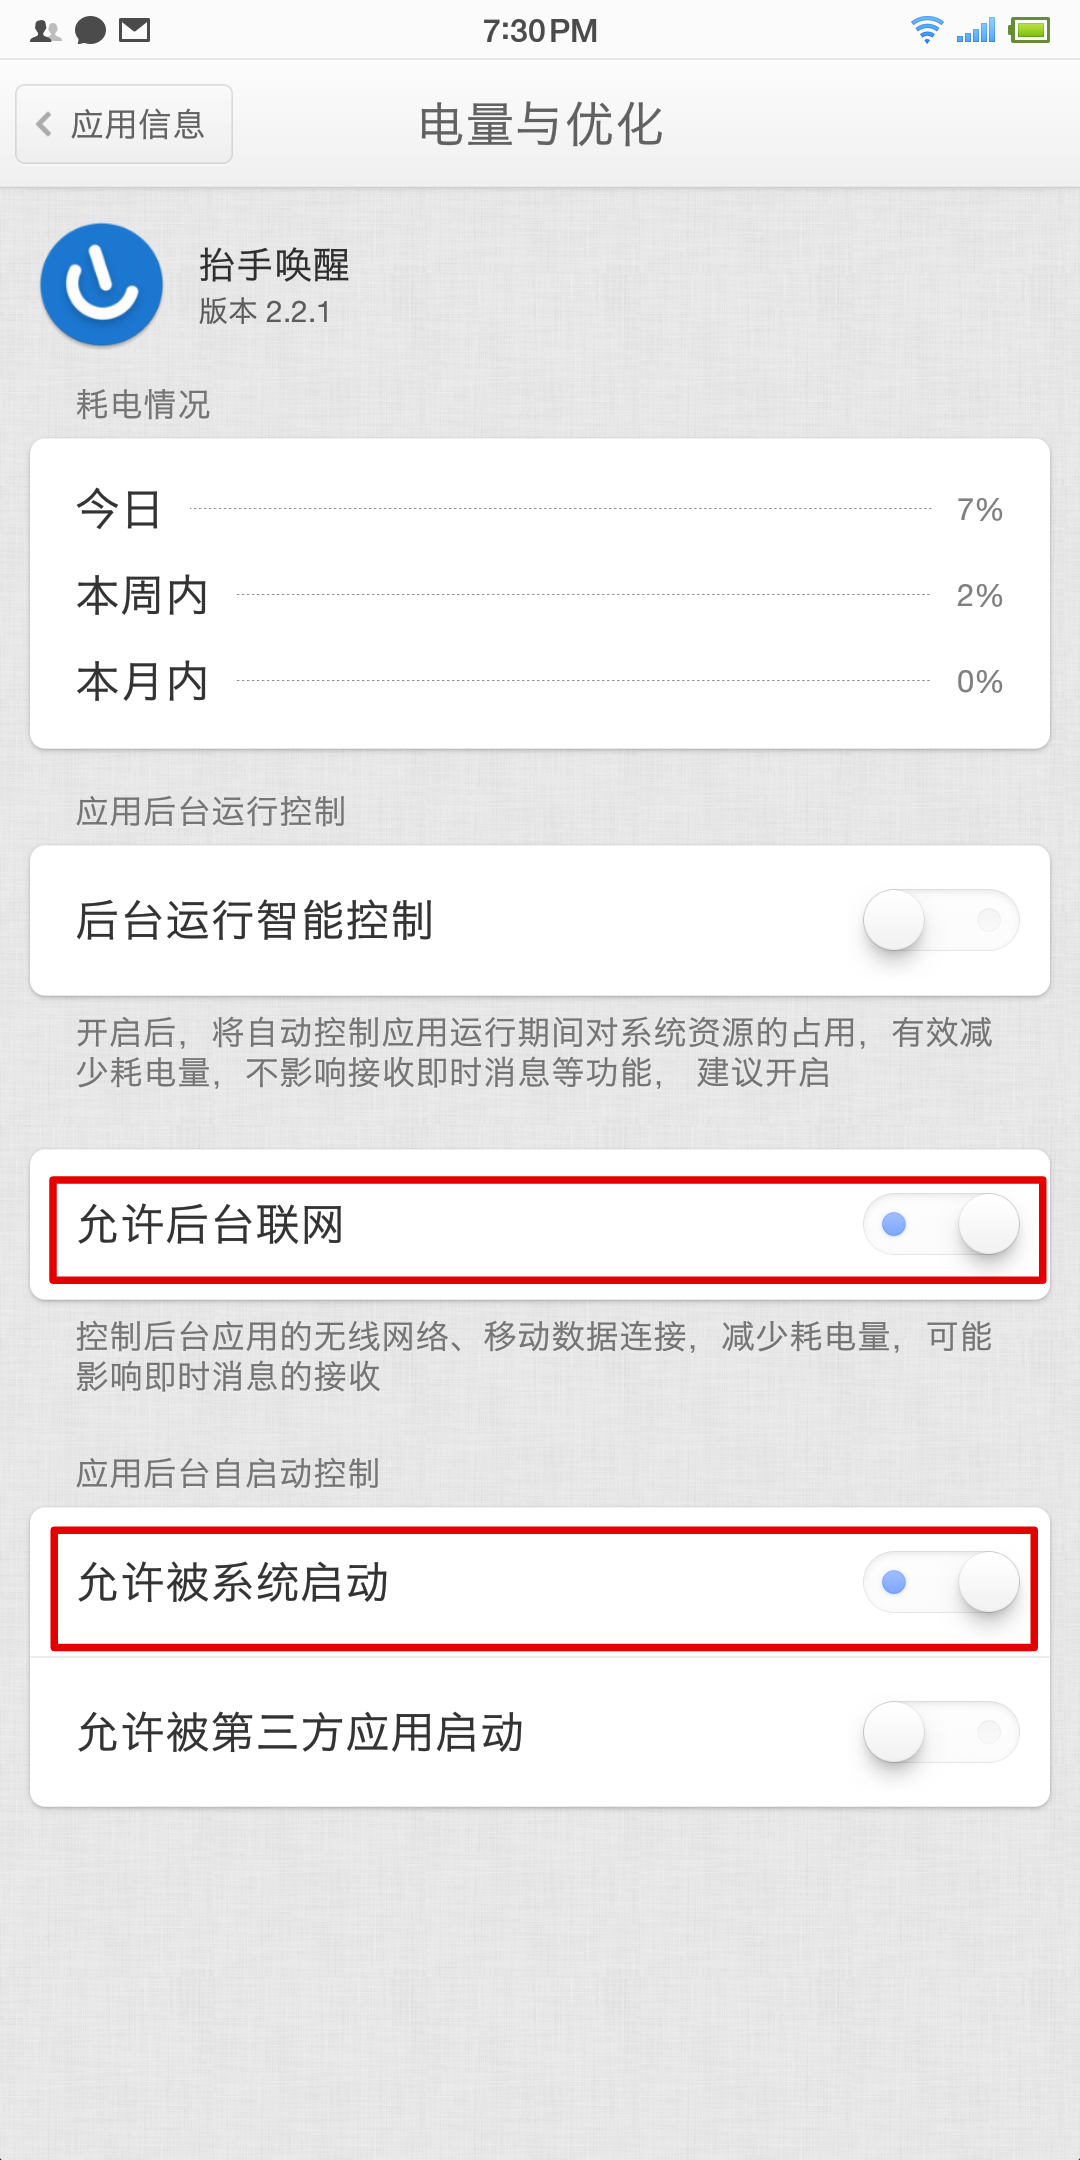 7:30 PM
应用信息
电量与优化
抬手唤醒
版本 2.2.1
耗电情况
今日 7%
本周内 2%
本月内 0%
应用后台运行控制
后台运行智能控制
开启后，将自动控制应用运行期间对系统资源的占用，有效减
少耗电量，不影响接收即时消息等功能， 建议开启
允许后台联网
控制后台应用的无线网络、移动数据连接，减少耗电量，可能
影响即时消息的接收
应用后台自启动控制
允许被系统启动
允许被第三方应用启动